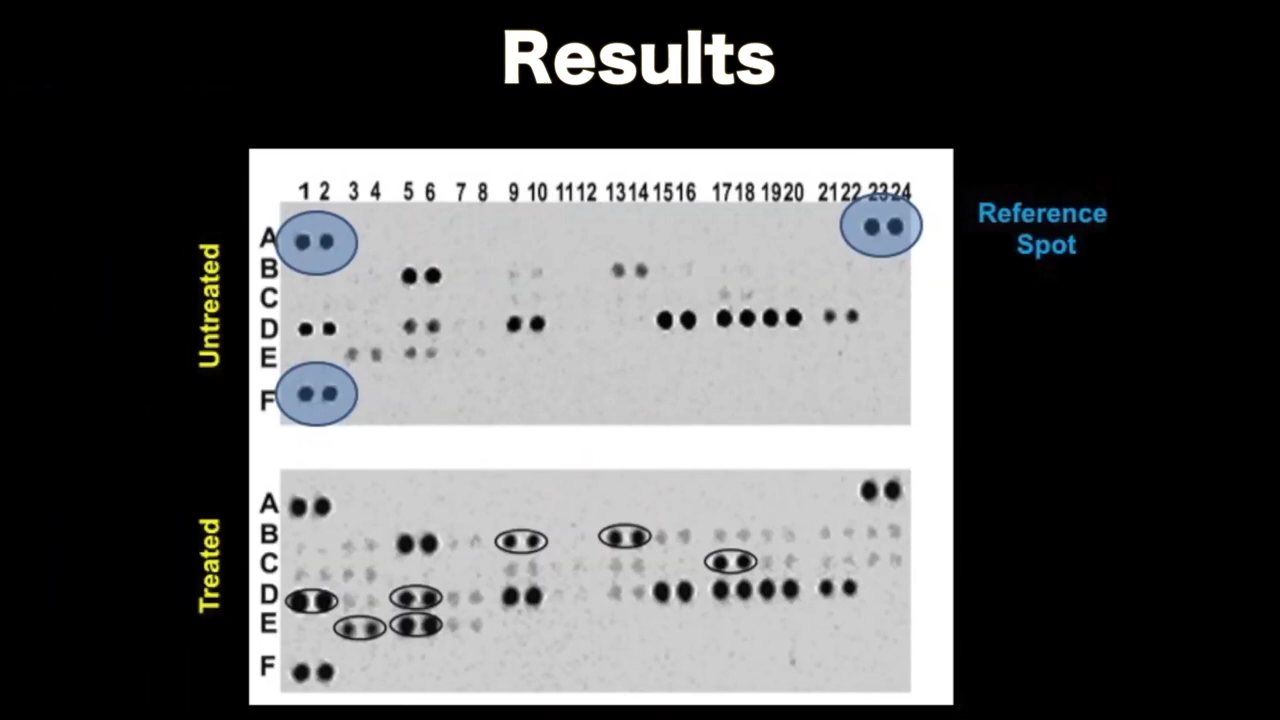 Results
1 2 3 4 5 6 7 8 9 10 11 12 13 14 15 16 17 18 19 20 21 22 23 24
Reference
Spot
Untreated
A
B
C
D
E
F
Treated
A
B
C
D
E
F